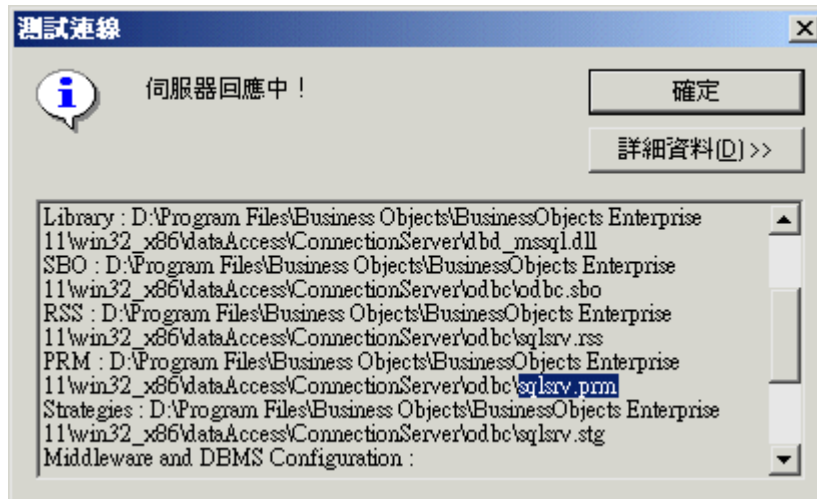 測試連線
伺服器回應中！
確定
詳細資料(D)>>
Library : D:\Program Files\Business Objects\BusinessObjects Enterprise
11\win32_x86\dataAccess\ConnectionServer\dbd_mssql.dll
SBO : D:\Program Files\Business Objects\BusinessObjects Enterprise
11\win32_x86\dataAccess\ConnectionServer\odbc\odbc.sbo
RSS : D:\Program Files\Business Objects\BusinessObjects Enterprise
11\win32_x86\dataAccess\ConnectionServer\odbc\sqlsrv.rss
PRM : D:\Program Files\Business Objects\BusinessObjects Enterprise
11\win32_x86\dataAccess\ConnectionServer\odbc\sqlsrv.prm
Strategies : D:\Program Files\Business Objects\BusinessObjects Enterprise
11\win32_x86\dataAccess\ConnectionServer\odbc\sqlsrv.stg
Middleware and DBMS Configuration :